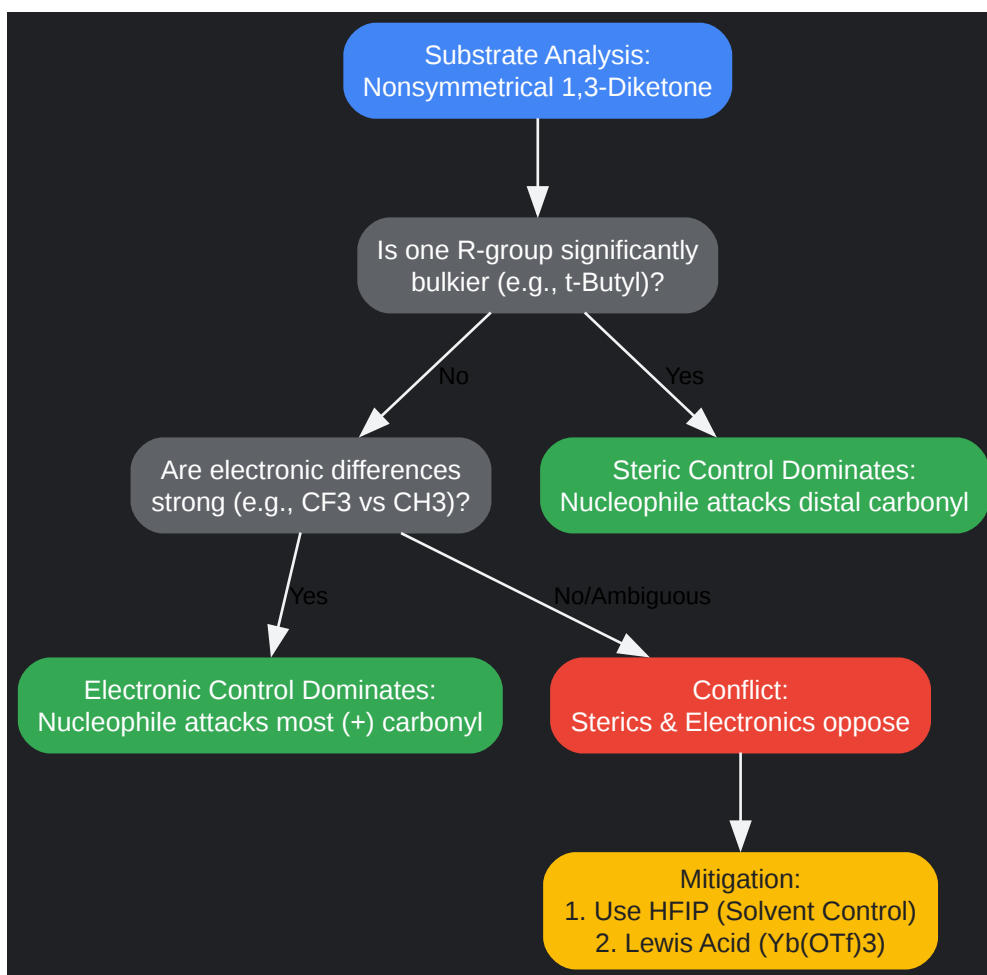 Substrate Analysis:
Nonsymmetrical 1,3-Diketone
Is one R-group significantly
bulkier (e.g., t-Butyl)?
No
Yes
Are electronic differences
strong (e.g., CF3 vs CH3)?
Steric Control Dominates:
Nucleophile attacks distal carbonyl
Yes
No/Ambiguous
Electronic Control Dominates:
Nucleophile attacks most (+) carbonyl
Conflict:
Sterics & Electronics oppose
Mitigation:
1. Use HFIP (Solvent Control)
2. Lewis Acid (Yb(OTf)3)